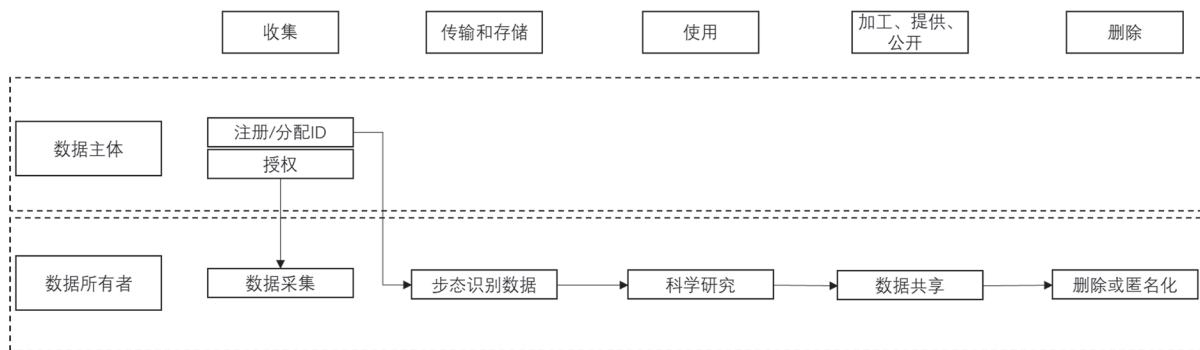 收集
传输和存储
使用
加工、提供、
公开
删除
数据主体
注册/分配ID
授权
数据所有者
数据采集
步态识别数据
科学研究
数据共享
删除或匿名化